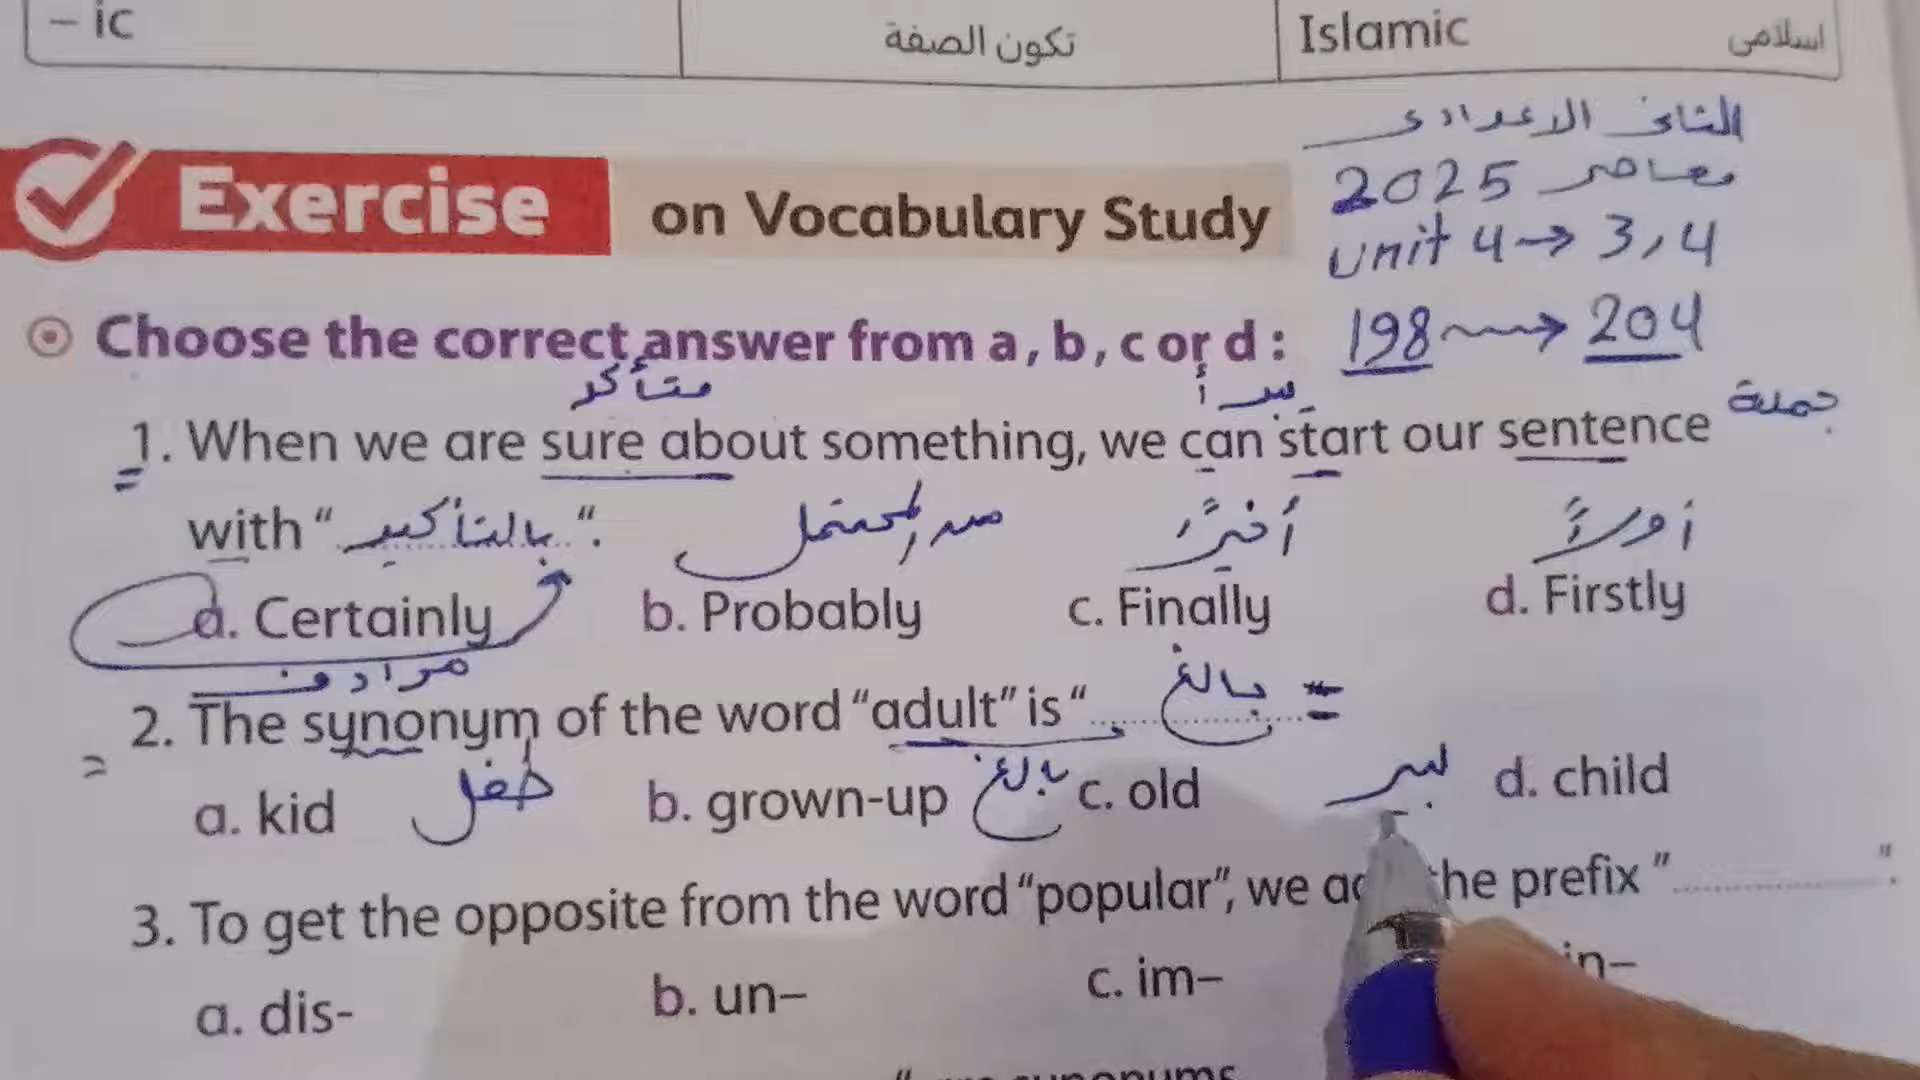 – ic تكون الصفة Islamic اسلامى
الثانى الاعدادى
Exercise on Vocabulary Study
معاصر 2025
unit 4 → 3, 4
Choose the correct answer from a, b, c or d :
198 → 204
متأكد يبدأ
1. When we are sure about something, we can start our sentence جملة
with “ بالتأكيد ”.
من المحتمل أخيرًا أولاً
a. Certainly b. Probably c. Finally d. Firstly
مرادف
2. The synonym of the word “adult” is “ بالغ
a. kid طفل b. grown-up بالغ c. old d. child
3. To get the opposite from the word “popular”, we the prefix “ ”.
a. dis- b. un– c. im– in–
“ are synonyms